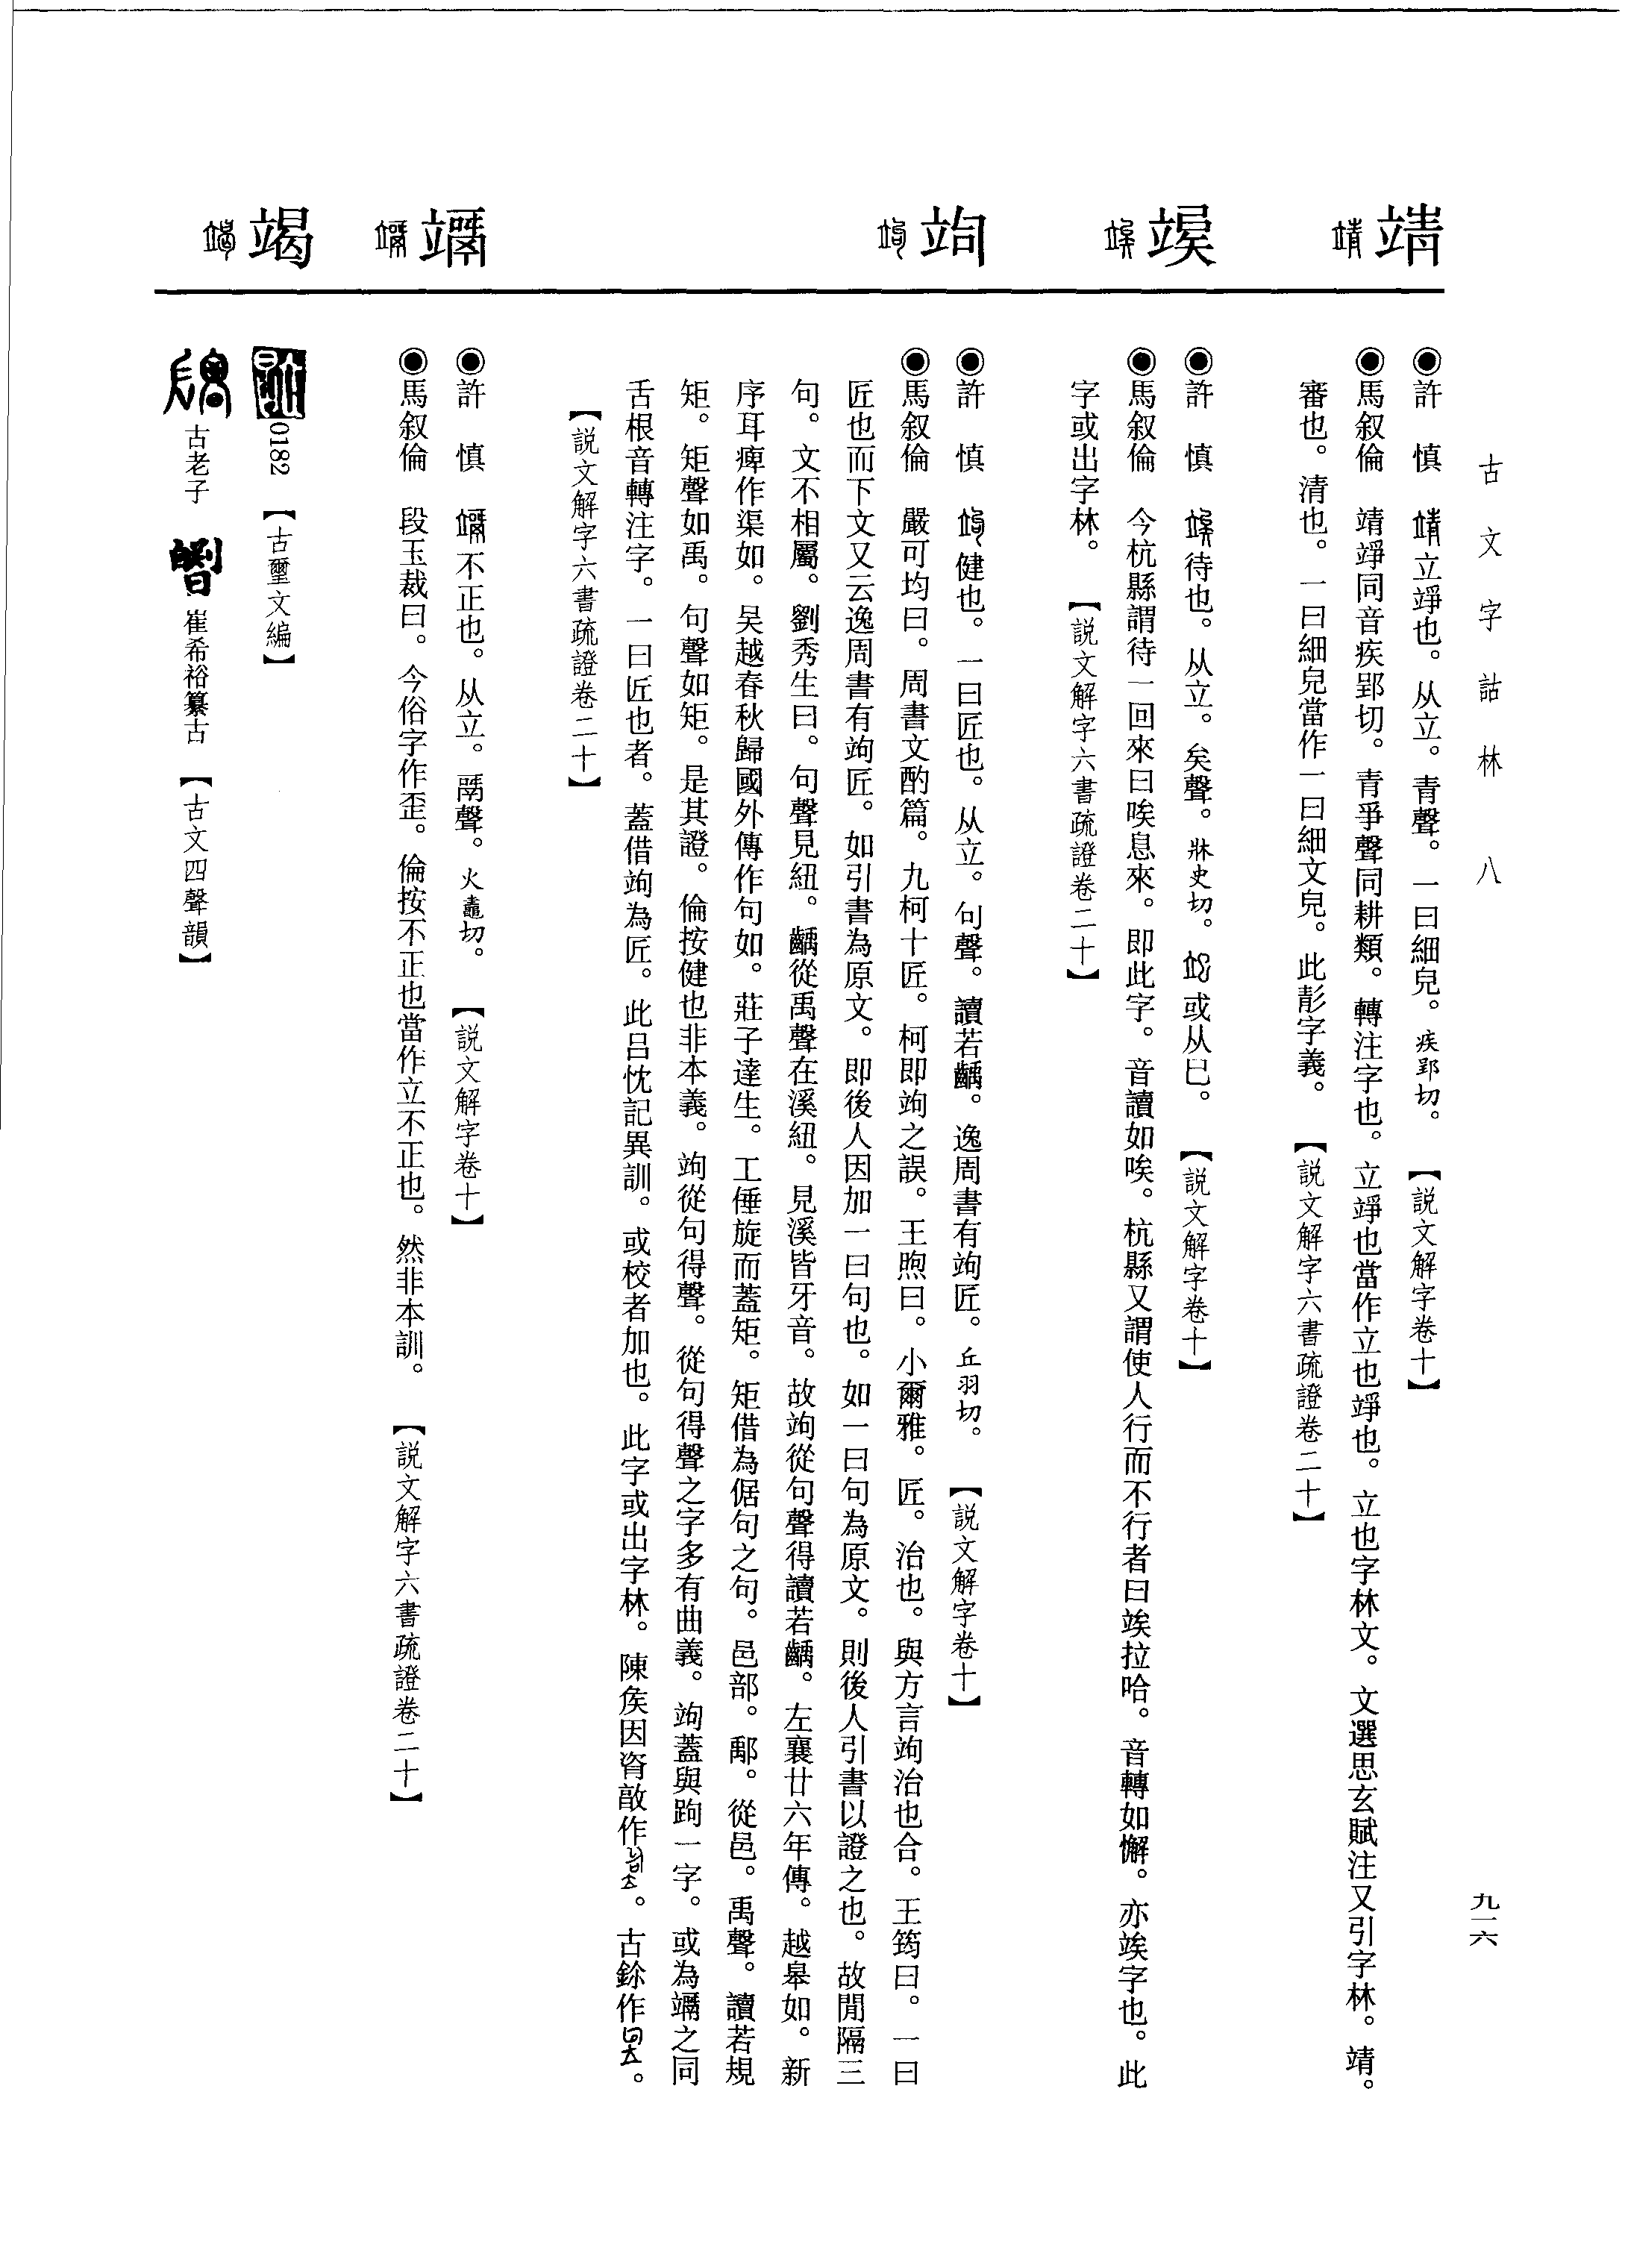 古文字詁林　八
九一六
靖
●許　慎　立竫也。从立。青聲。一曰細皃。疾郢切。【説文解字卷十】
●馬叙倫　靖竫同音疾郢切。青爭聲同耕類。轉注字也。立竫也當作立也竫也。立也字林文。文選思玄賦注又引字林。靖。
審也。清也。一曰細皃當作一曰細文皃。此彭字義。【説文解字六書疏證卷二十】
竢
●許　慎　待也。从立。矣聲。牀史切。或从巳。【説文解字卷十】
●馬叙倫　今杭縣謂待一回來曰唉息來。即此字。音讀如唉。杭縣又謂使人行而不行者曰竢拉哈。音轉如懈。亦竢字也。此
字或出字林。【説文解字六書疏證卷二十】
竘
●許　慎　健也。一曰匠也。从立。句聲。讀若齲。逸周書有竘匠。丘羽切。【説文解字卷十】
●馬叙倫　嚴可均曰。周書文酌篇。九柯十匠。柯即竘之誤。王煦曰。小爾雅。匠。治也。與方言竘治也合。王筠曰。一曰
匠也而下文又云逸周書有竘匠。如引書為原文。即後人因加一曰句也。如一曰句為原文。則後人引書以證之也。故閒隔三
句。文不相屬。劉秀生曰。句聲見紐。齲從禹聲在溪紐。見溪皆牙音。故竘從句聲得讀若齲。左襄廿六年傳。越皋如。新
序耳痺作渠如。吴越春秋歸國外傳作句如。莊子達生。工倕旋而蓋矩。矩借為倨句之句。邑部。鄅。從邑。禹聲。讀若規
矩。矩聲如禹。句聲如矩。是其證。倫按健也非本義。竘從句得聲。從句得聲之字多有曲義。竘蓋與跔一字。或為𥪎之同
舌根音轉注字。一曰匠也者。蓋借竘為匠。此吕忱記異訓。或校者加也。此字或出字林。陳矦因𦣻敵作。古鉨作。
【説文解字六書疏證卷二十】
𥪎
●許　慎　不正也。从立。𠪮聲。火鼃切。【説文解字卷十】
●馬叙倫　段玉裁曰。今俗字作歪。倫按不正也當作立不正也。然非本訓。【説文解字六書疏證卷二十】
竭
0182【古璽文編】
古老子　崔希裕纂古【古文四聲韻】